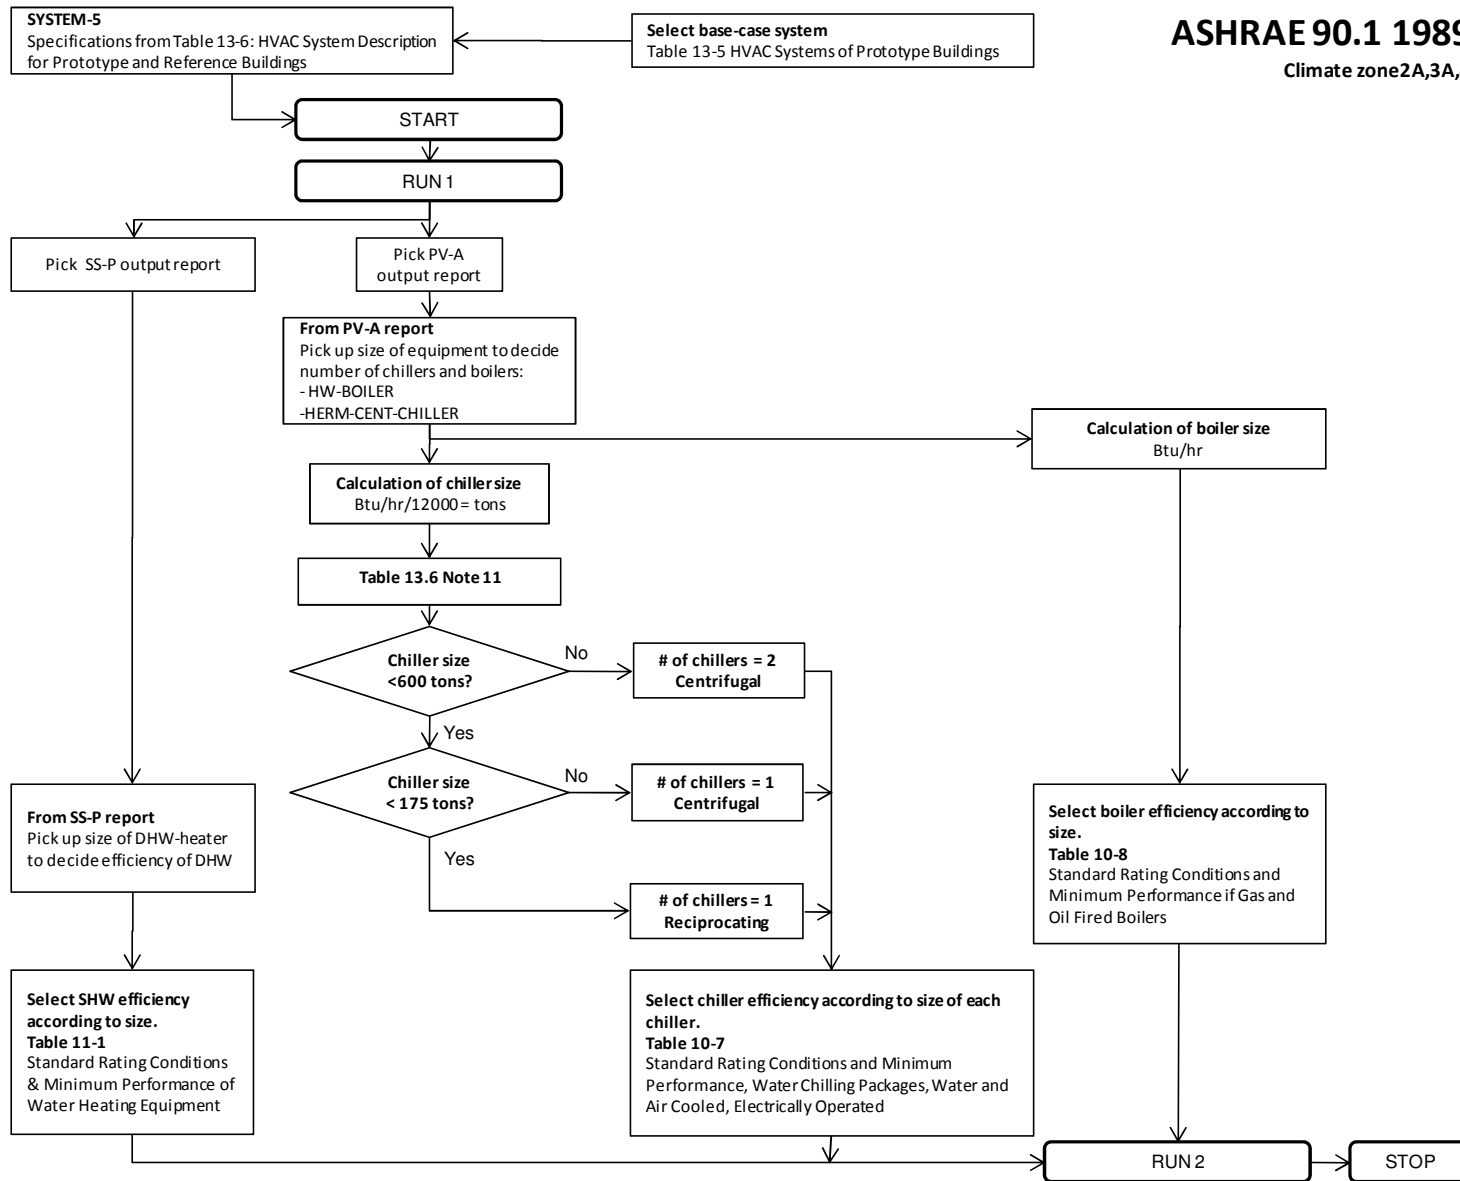 SYSTEM-5
Specifications from Table 13-6: HVAC System Description
for Prototype and Reference Buildings
Select base-case system
Table 13-5 HVAC Systems of Prototype Buildings
ASHRAE 90.1 1989
Climate zone2A,3A,
START
RUN 1
Pick SS-P output report
Pick PV-A
output report
From PV-A report
Pick up size of equipment to decide
number of chillers and boilers:
- HW-BOILER
-HERM-CENT-CHILLER
Calculation of boiler size
Btu/hr
Calculation of chiller size
Btu/hr/12000 = tons
Table 13.6 Note 11
Chiller size
<600 tons?
No
# of chillers = 2
Centrifugal
Yes
Chiller size
< 175 tons?
No
# of chillers = 1
Centrifugal
Yes
# of chillers = 1
Reciprocating
From SS-P report
Pick up size of DHW-heater
to decide efficiency of DHW
Select boiler efficiency according to
size.
Table 10-8
Standard Rating Conditions and
Minimum Performance if Gas and
Oil Fired Boilers
Select SHW efficiency
according to size.
Table 11-1
Standard Rating Conditions
& Minimum Performance of
Water Heating Equipment
Select chiller efficiency according to size of each
chiller.
Table 10-7
Standard Rating Conditions and Minimum
Performance, Water Chilling Packages, Water and
Air Cooled, Electrically Operated
RUN 2
STOP